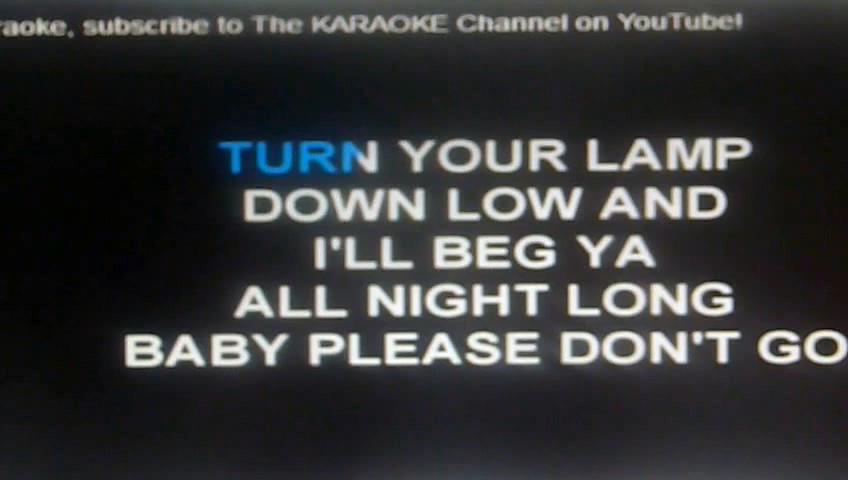 subscribe to The KARAOKE Channel on YouTube!
TURN YOUR LAMP
DOWN LOW AND
I'LL BEG YA
ALL NIGHT LONG
BABY PLEASE DON'T GO